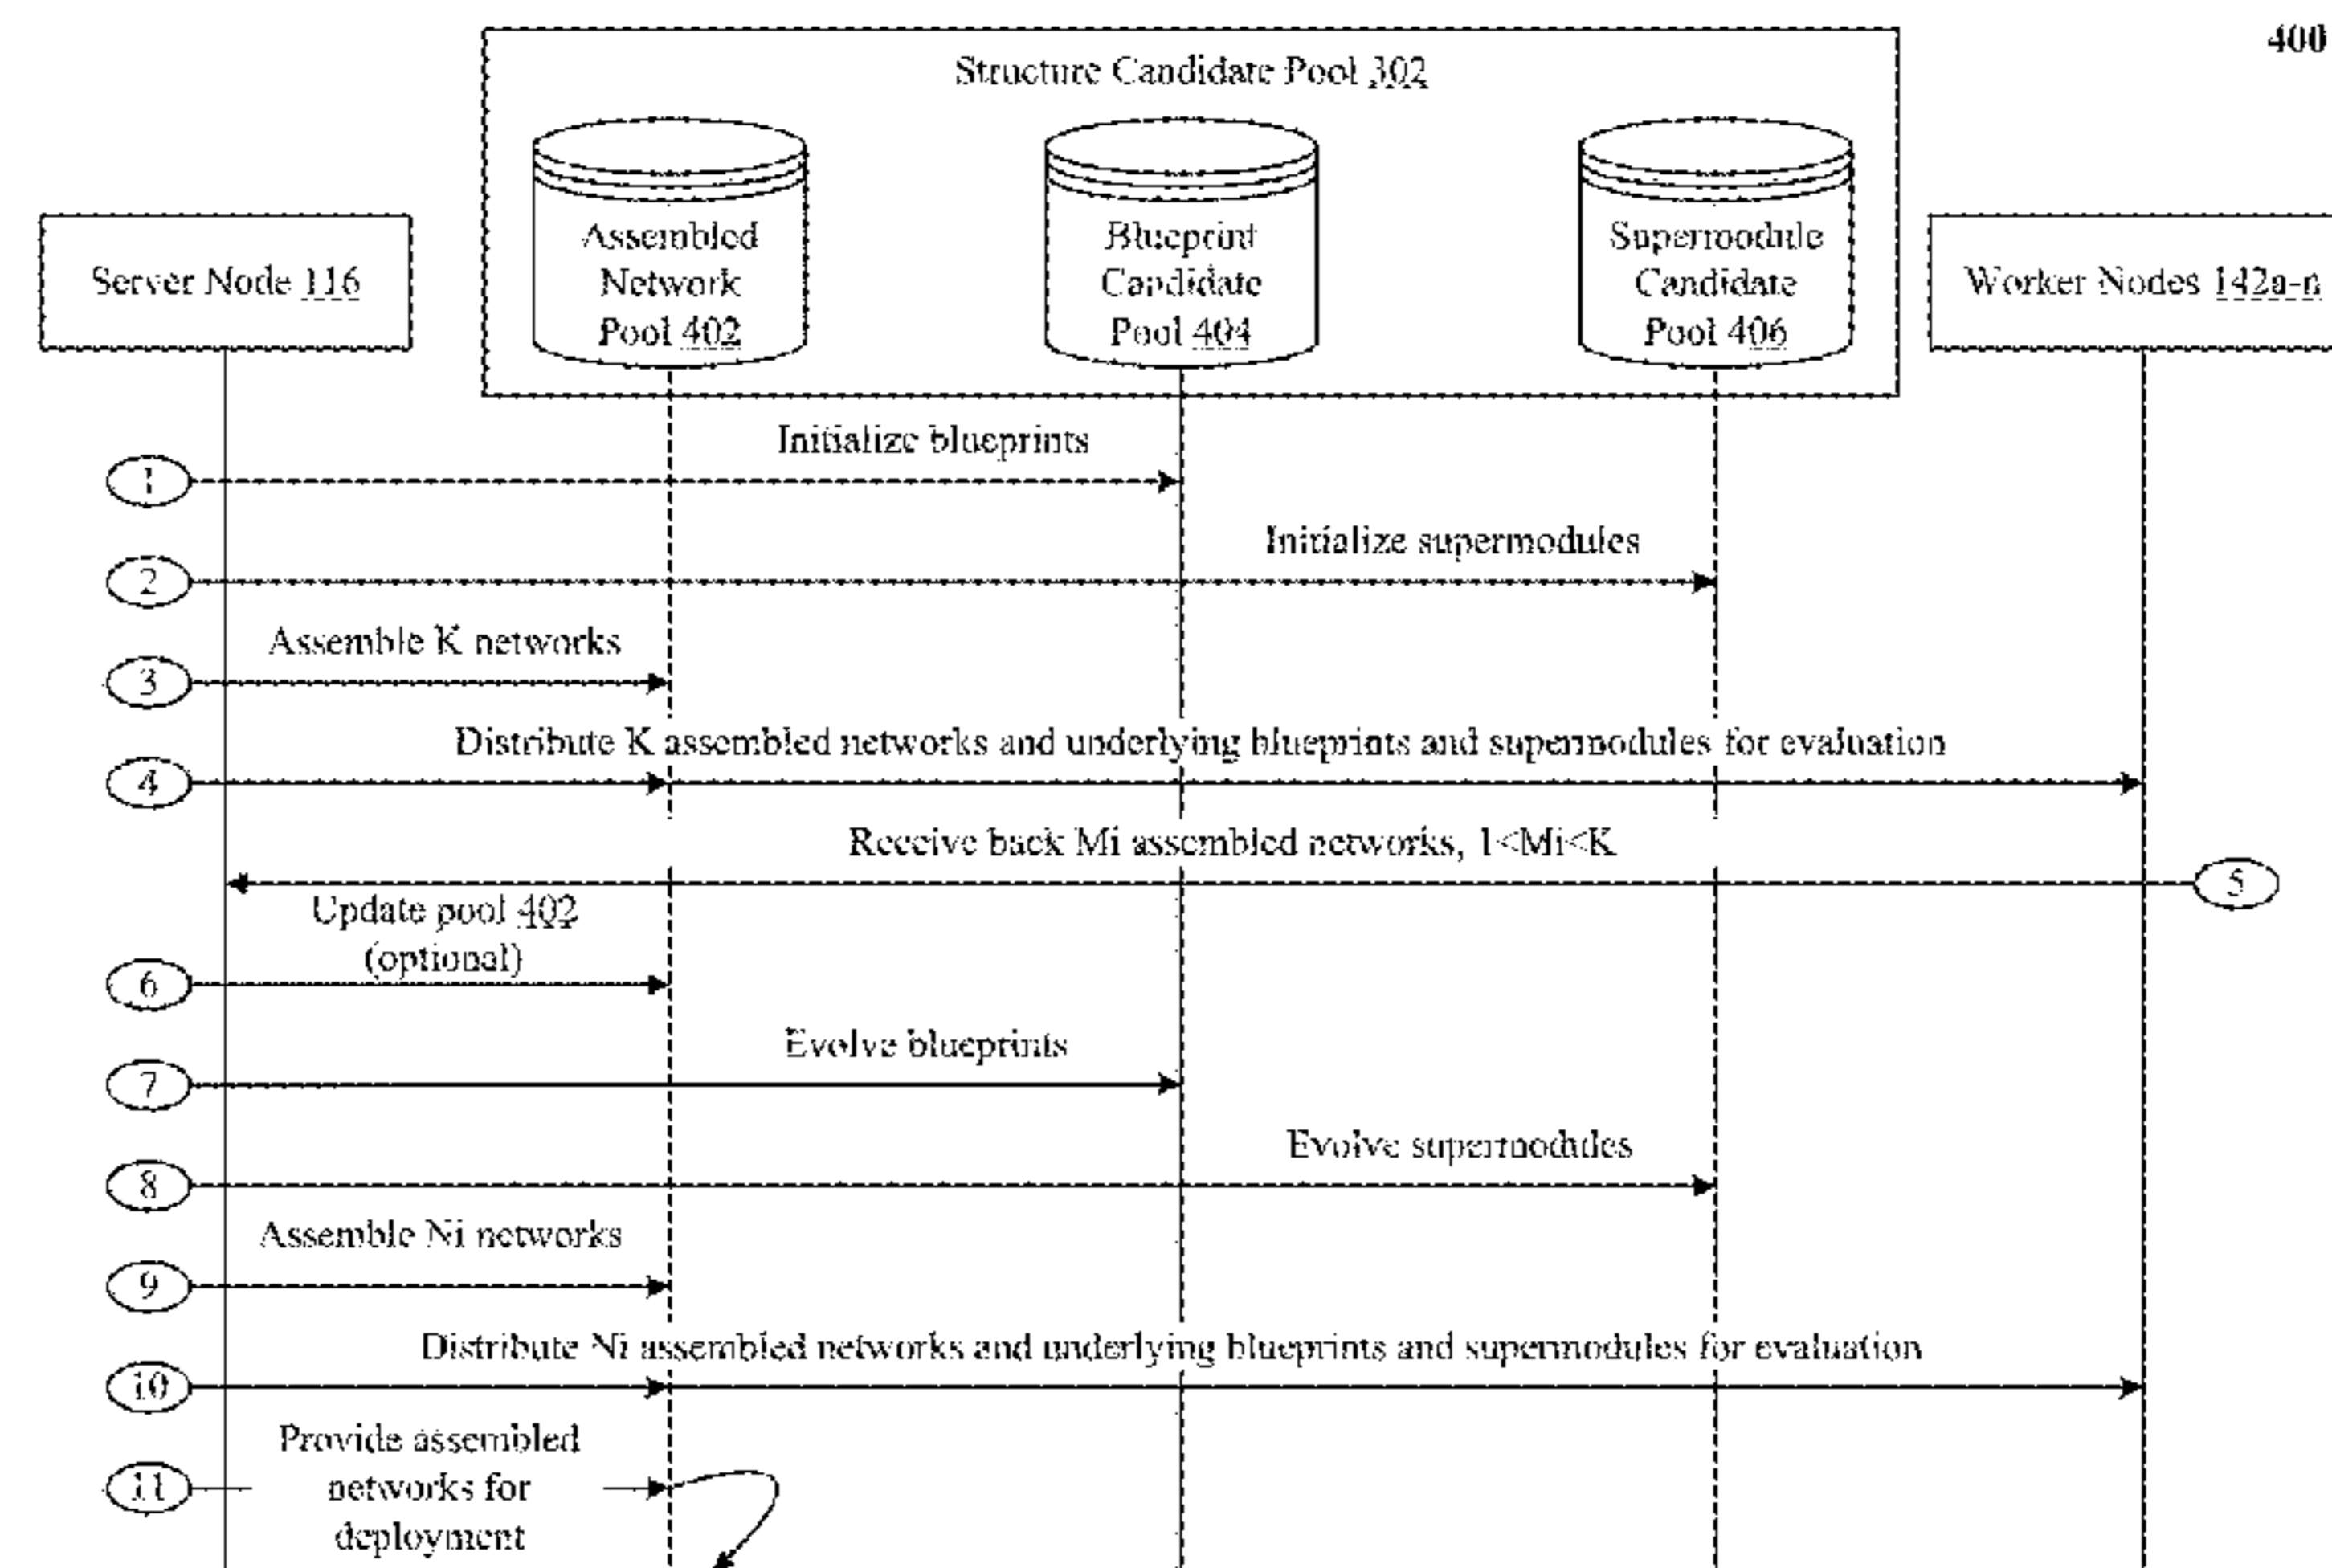 400
Structure Candidate Pool 302
Assembled
Network
Pool 402
Blueprint
Candidate
Pool 404
Supermodule
Candidate
Pool 406
Server Node 116
Worker Nodes 142a-n
Initialize blueprints
1
Initialize supermodules
2
Assemble K networks
3
Distribute K assembled networks and underlying blueprints and supermodules for evaluation
4
Receive back Mi assembled networks, 1<Mi<K
5
Update pool 402
(optional)
6
Evolve blueprints
7
Evolve supermodules
8
Assemble Ni networks
9
Distribute Ni assembled networks and underlying blueprints and supermodules for evaluation
10
Provide assembled
networks for
deployment
11